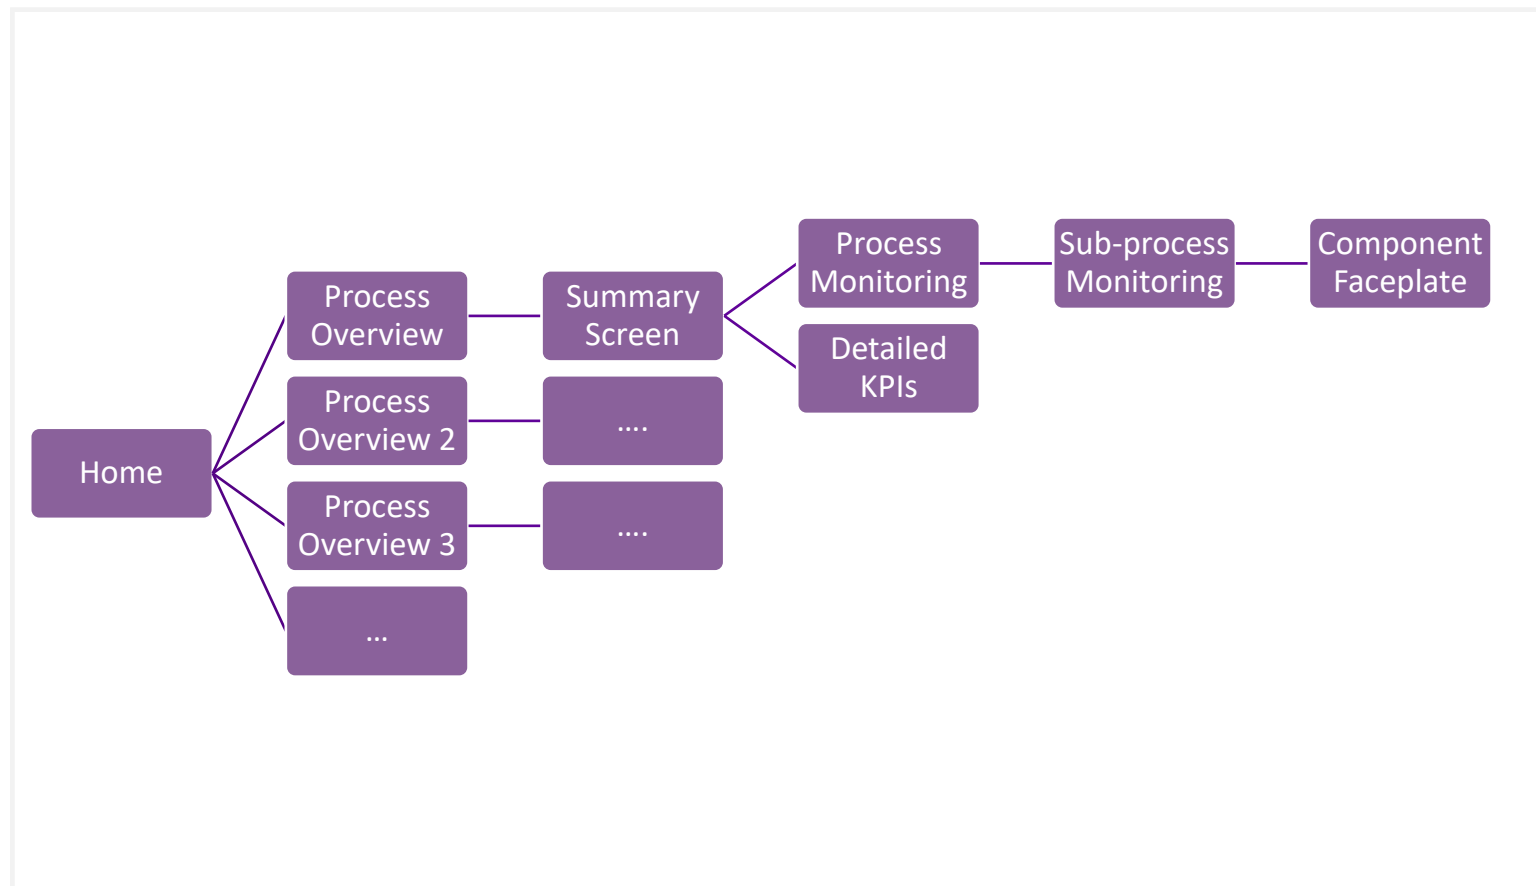 Home
Process
Overview
Process
Overview 2
Process
Overview 3
...
Summary
Screen
....
....
Process
Monitoring
Detailed
KPIs
Sub-process
Monitoring
Component
Faceplate